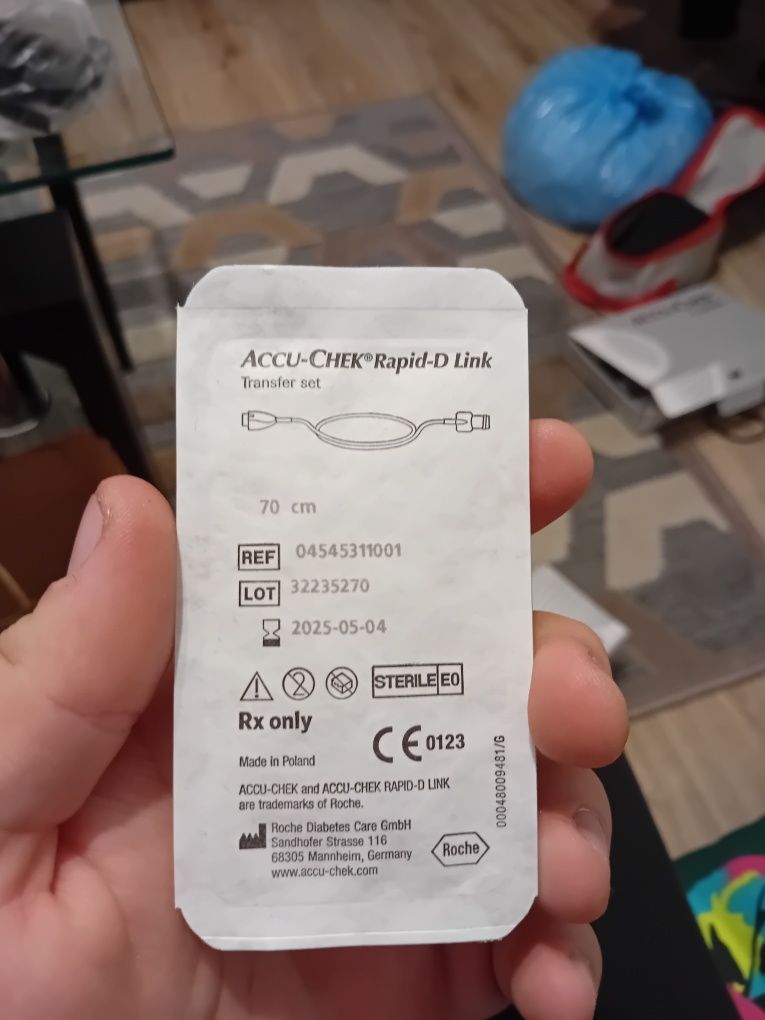 ACCU-CHEK® Rapid-D Link
Transfer set
70 cm
REF 04545311001
LOT 32235270
2025-05-04
STERILE EO
Rx only
CE 0123
Made in Poland
ACCU-CHEK and ACCU-CHEK RAPID-D LINK
are trademarks of Roche.
Roche Diabetes Care GmbH
Sandhofer Strasse 116
68305 Mannheim, Germany
www.accu-chek.com
Roche
00048009481/G